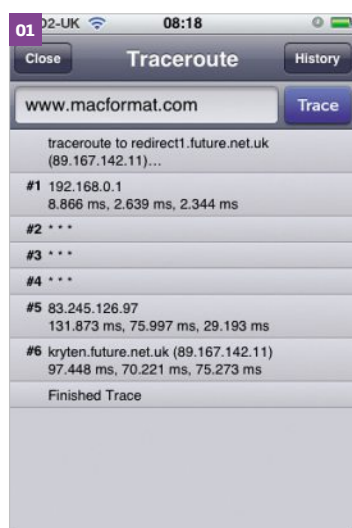 01
02-UK 08:18
Close Traceroute History
www.macformat.com Trace
traceroute to redirect1.future.net.uk
(89.167.142.11)...
#1 192.168.0.1
8.866 ms, 2.639 ms, 2.344 ms
#2 * * *
#3 * * *
#4 * * *
#5 83.245.126.97
131.873 ms, 75.997 ms, 29.193 ms
#6 kryten.future.net.uk (89.167.142.11)
97.448 ms, 70.221 ms, 75.273 ms
Finished Trace